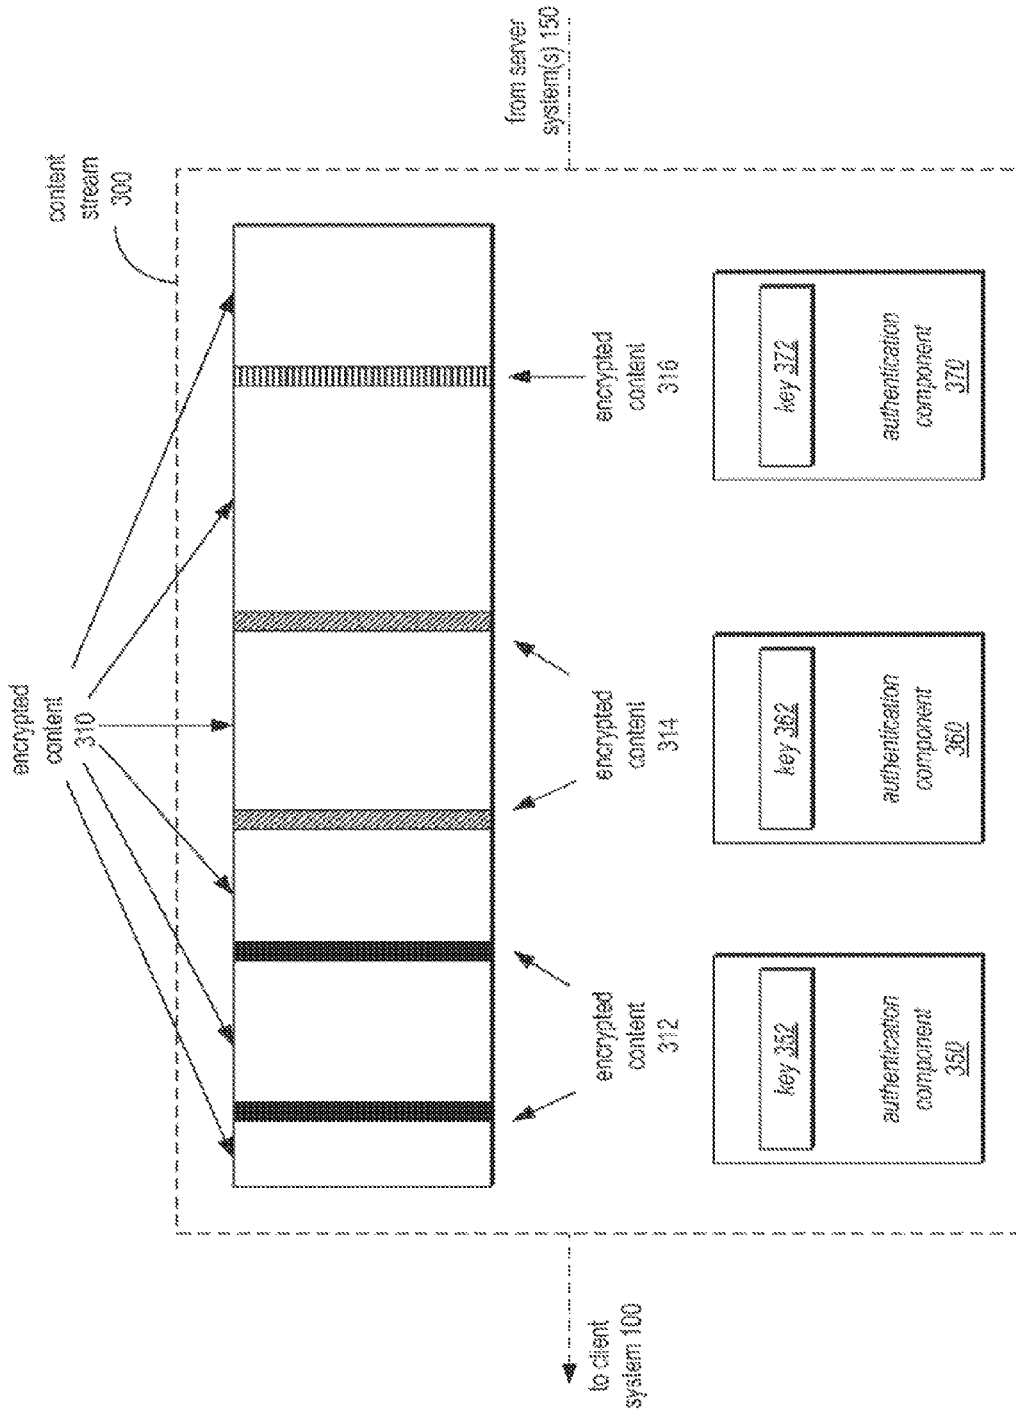 content
stream
300
from server
system(s) 150
encrypted
content
310
encrypted
content
312
encrypted
content
314
encrypted
content
316
key 352
authentication
component
350
key 362
authentication
component
360
key 372
authentication
component
370
to client
system 100